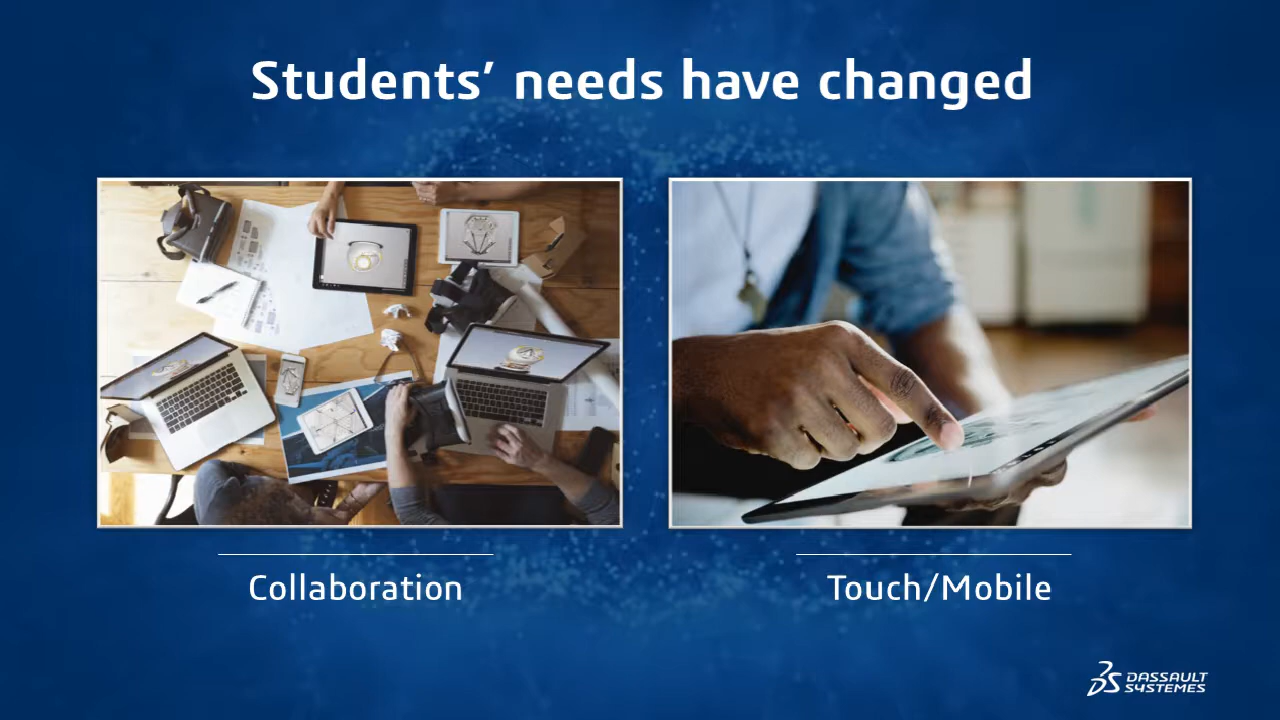 Students’ needs have changed
Collaboration
Touch/Mobile
DASSAULT
SYSTEMES